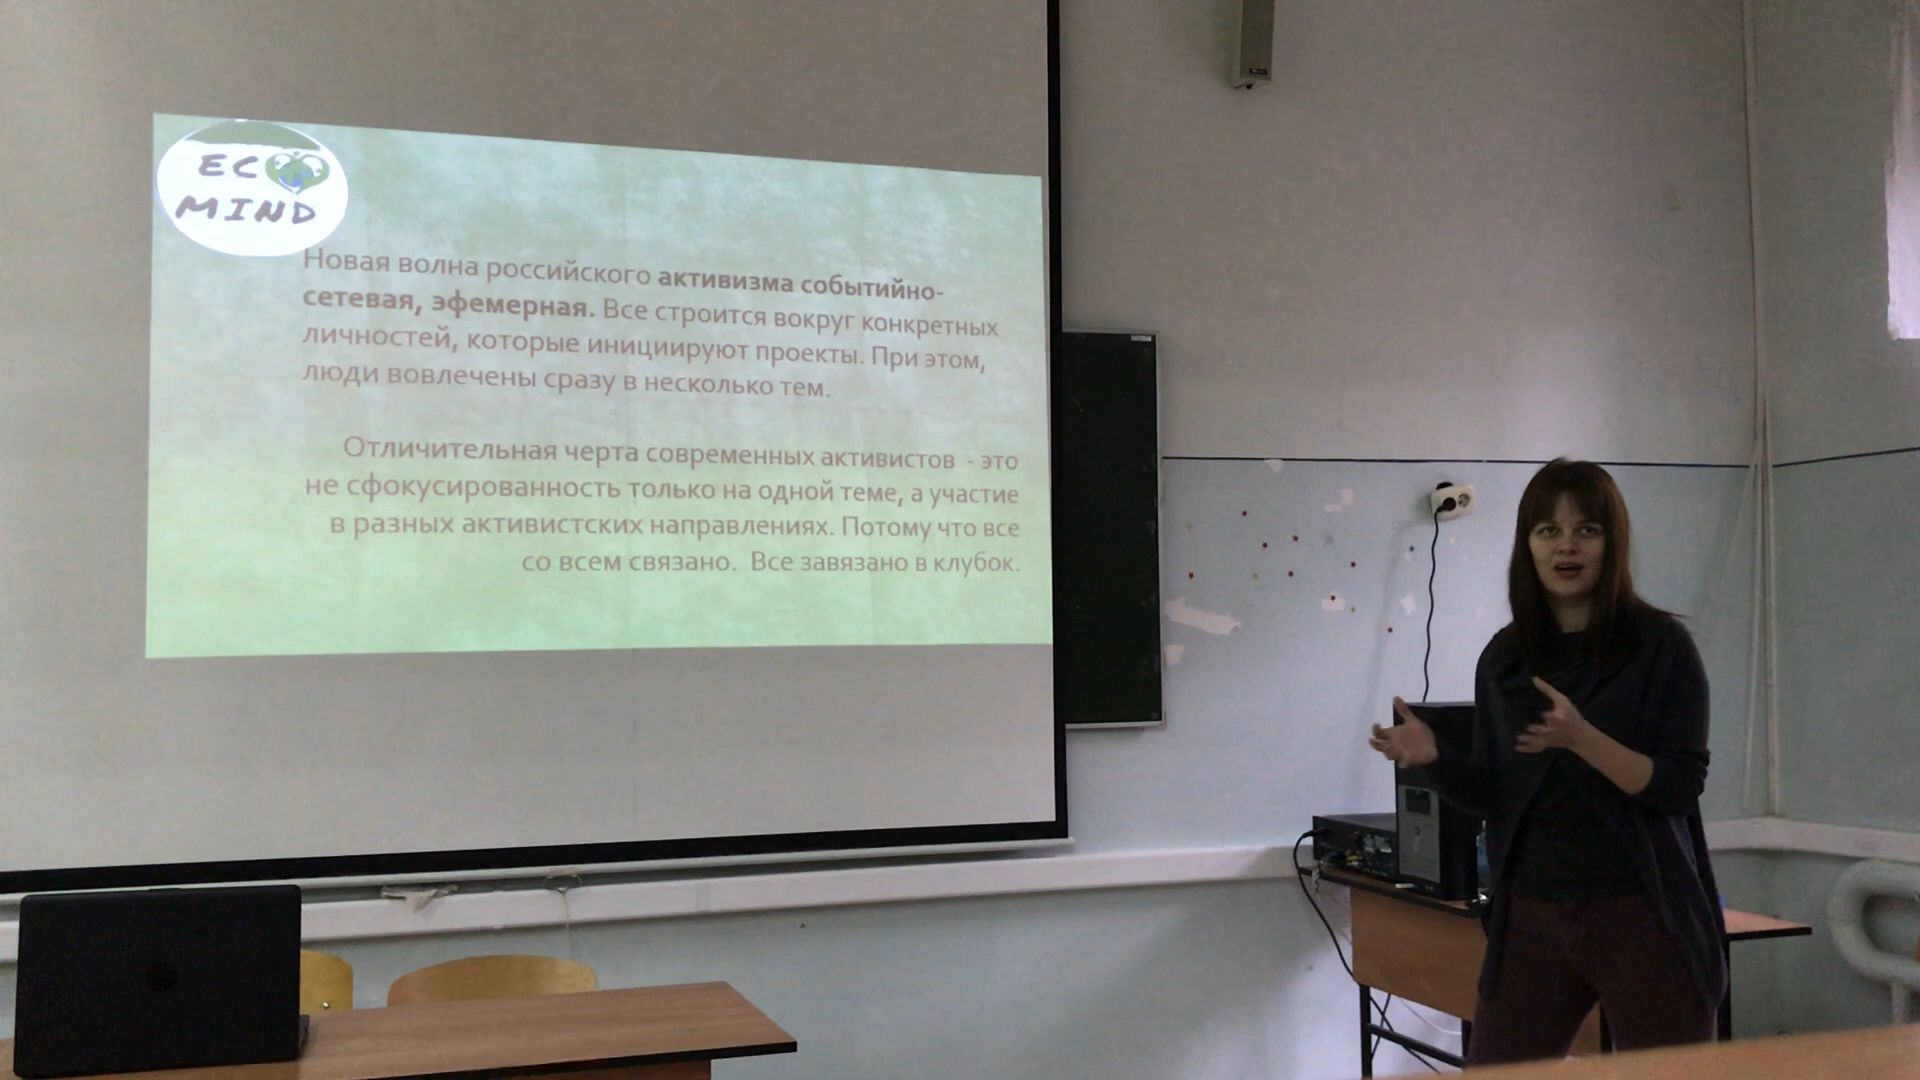 ECO
MIND
Новая волна российского активизма событийно-
сетевая, эфемерная. Все строится вокруг конкретных
личностей, которые инициируют проекты. При этом,
люди вовлечены сразу в несколько тем.
Отличительная черта современных активистов - это
не сфокусированность только на одной теме, а участие
в разных активистских направлениях. Потому что все
со всем связано. Все завязано в клубок.